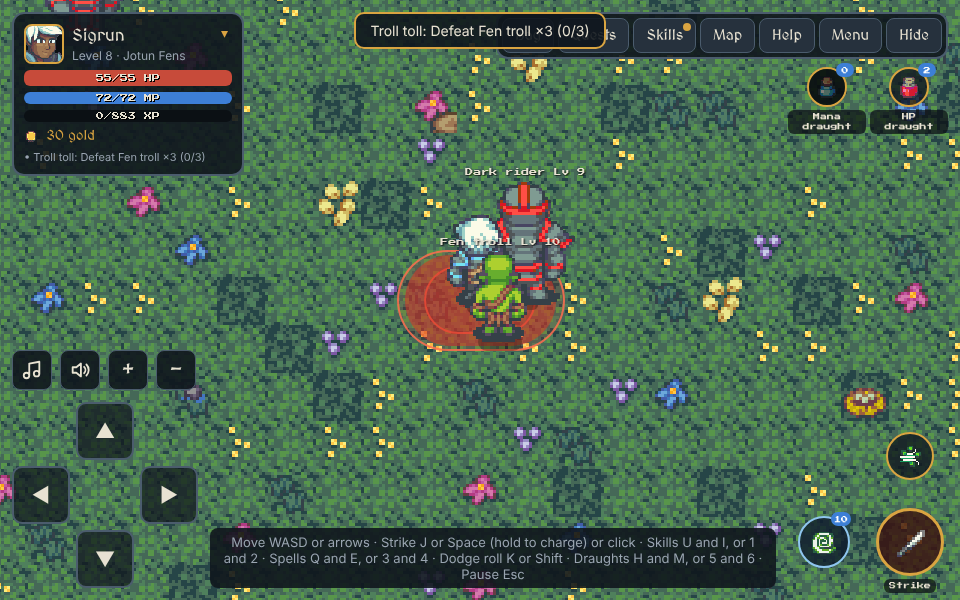 Sigrun
Level 8 · Jotun Fens
55/55 HP
72/72 MP
0/883 XP
30 gold
• Troll toll: Defeat Fen troll ×3 (0/3)
Troll toll: Defeat Fen troll ×3 (0/3)
Skills
Map
Help
Menu
Hide
0
Mana draught
2
HP draught
Dark rider Lv 9
Fen troll Lv 10
+
−
Move WASD or arrows · Strike J or Space (hold to charge) or click · Skills U and I, or 1
and 2 · Spells Q and E, or 3 and 4 · Dodge roll K or Shift · Draughts H and M, or 5 and 6 ·
Pause Esc
10
Strike